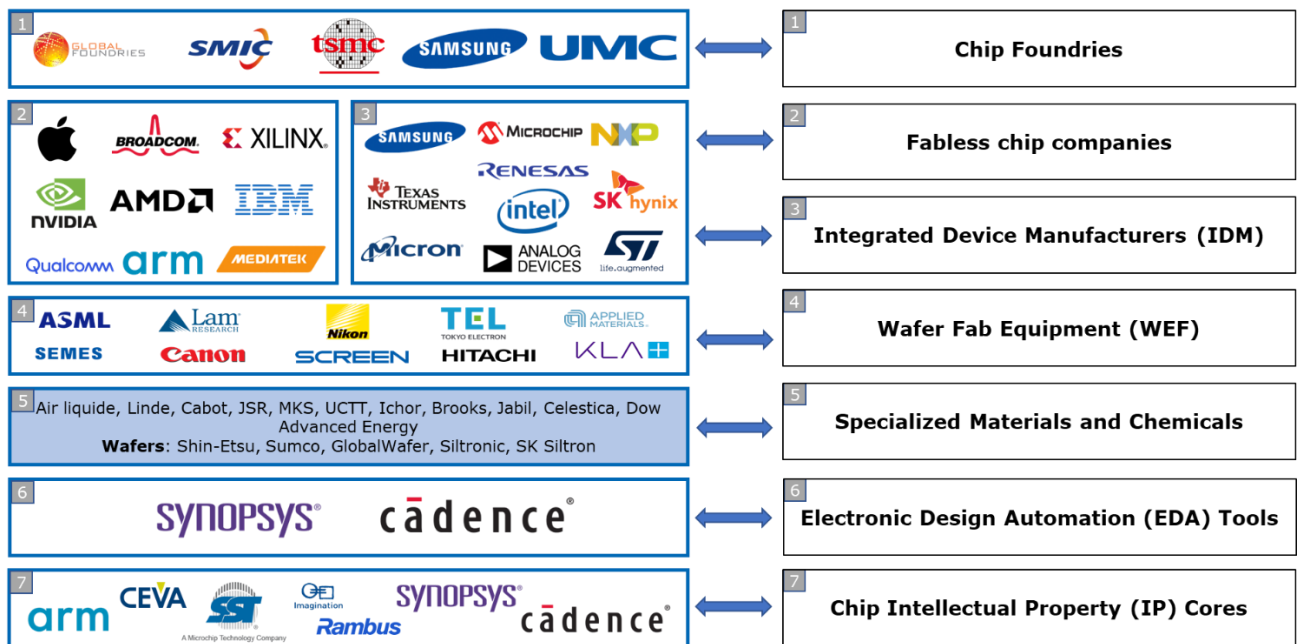 1
GLOBAL
FOUNDRIES
SMIC
tsmc
SAMSUNG
UMC
1
Chip Foundries
2
BROADCOM.
XILINX.
NVIDIA
AMD
IBM
Qualcomm
arm
MEDIATEK
3
SAMSUNG
MICROCHIP
NXP
RENESAS
TEXAS
INSTRUMENTS
intel
SK hynix
Micron
ANALOG
DEVICES
ST
life.augmented
2
Fabless chip companies
3
Integrated Device Manufacturers (IDM)
4
ASML
Lam
RESEARCH
Nikon
TEL
TOKYO ELECTRON
APPLIED
MATERIALS
SEMES
Canon
SCREEN
HITACHI
KLA
4
Wafer Fab Equipment (WEF)
5
Air liquide, Linde, Cabot, JSR, MKS, UCTT, Ichor, Brooks, Jabil, Celestica, Dow
Advanced Energy
Wafers: Shin-Etsu, Sumco, GlobalWafer, Siltronic, SK Siltron
5
Specialized Materials and Chemicals
6
SYNOPSYS®
cādence®
6
Electronic Design Automation (EDA) Tools
7
arm
CEVA
SST
A Microchip Technology Company
Imagination
Rambus
SYNOPSYS®
cādence®
7
Chip Intellectual Property (IP) Cores